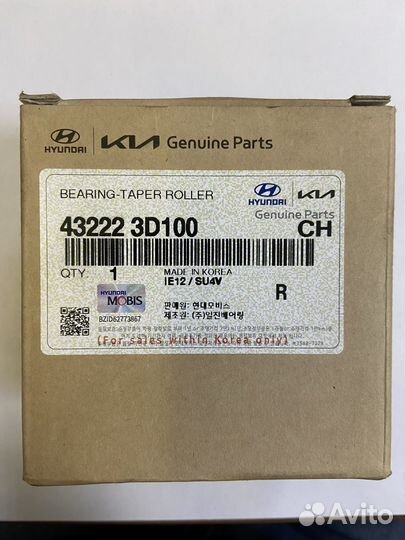 HYUNDAI KIA Genuine Parts
BEARING-TAPER ROLLER
HYUNDAI KIA
Genuine Parts
43222 3D100 CH
QTY. 1 MADE IN KOREA
IE12 / SU4V
R
HYUNDAI
MOBIS
판매원: 현대모비스
제조원: (주)일진베어링
BZID62773867
(For sales within Korea only)
Avito